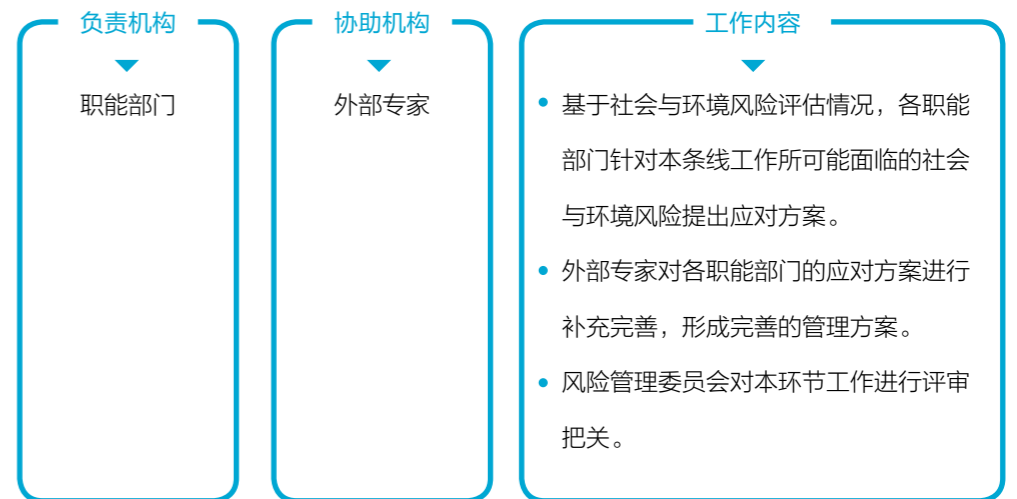 负责机构
职能部门
协助机构
外部专家
工作内容
基于社会与环境风险评估情况，各职能
部门针对本条线工作所可能面临的社会
与环境风险提出应对方案。
外部专家对各职能部门的应对方案进行
补充完善，形成完善的管理方案。
风险管理委员会对本环节工作进行评审
把关。